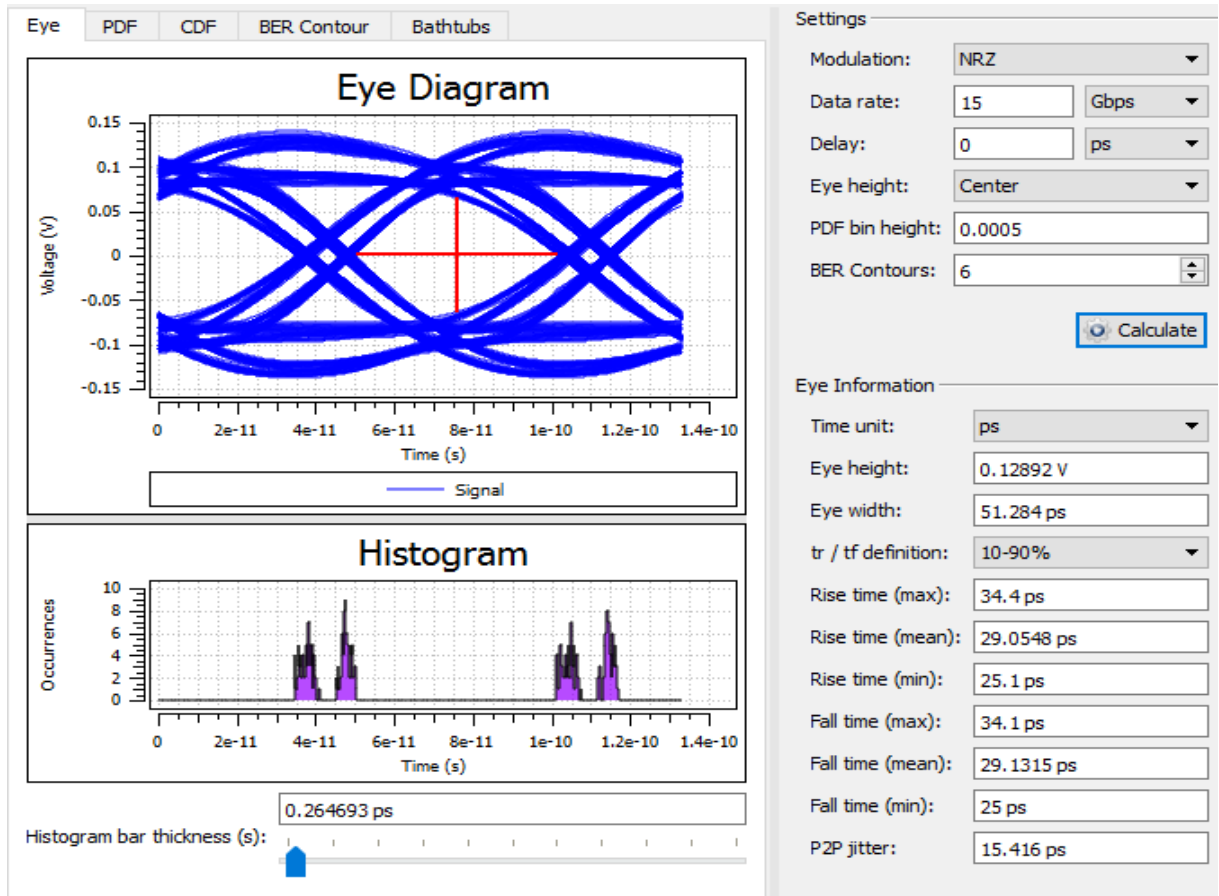 Eye PDF CDF BER Contour Bathtubs
Eye Diagram
0.15
0.1
0.05
0
-0.05
-0.1
-0.15
Voltage (V)
0 2e-11 4e-11 6e-11 8e-11 1e-10 1.2e-10 1.4e-10
Time (s)
Signal
Histogram
10
8
6
4
2
0
Occurrences
0 2e-11 4e-11 6e-11 8e-11 1e-10 1.2e-10 1.4e-10
Time (s)
0.264693 ps
Histogram bar thickness (s):
Settings
Modulation: NRZ
Data rate: 15 Gbps
Delay: 0 ps
Eye height: Center
PDF bin height: 0.0005
BER Contours: 6
Calculate
Eye Information
Time unit: ps
Eye height: 0.12892 V
Eye width: 51.284 ps
tr / tf definition: 10-90%
Rise time (max): 34.4 ps
Rise time (mean): 29.0548 ps
Rise time (min): 25.1 ps
Fall time (max): 34.1 ps
Fall time (mean): 29.1315 ps
Fall time (min): 25 ps
P2P jitter: 15.416 ps